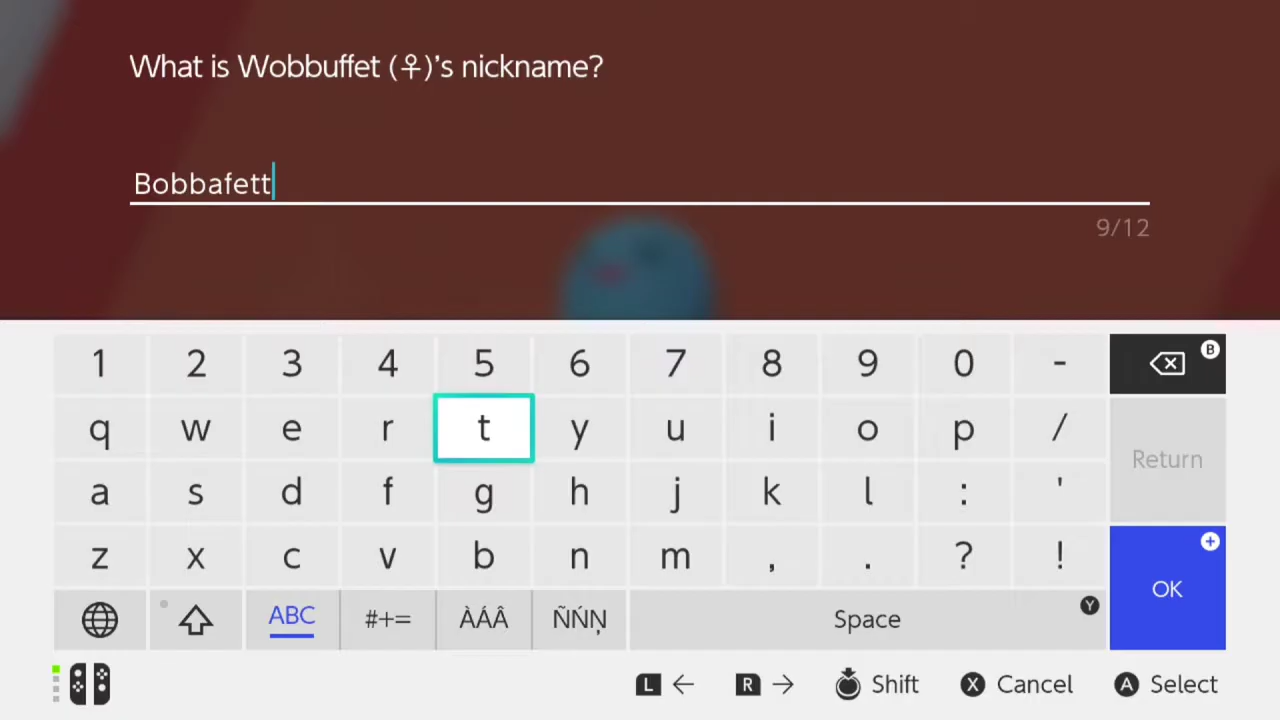 What is Wobbuffet (♀)'s nickname?
Bobbafett
9/12
1 2 3 4 5 6 7 8 9 0 - B
q w e r t y u i o p /
Return
a s d f g h j k l : '
z x c v b n m , . ? ! +
OK
ABC #+= ÀÁÂ ÑŃŅ Space Y
L ← R → Shift X Cancel A Select